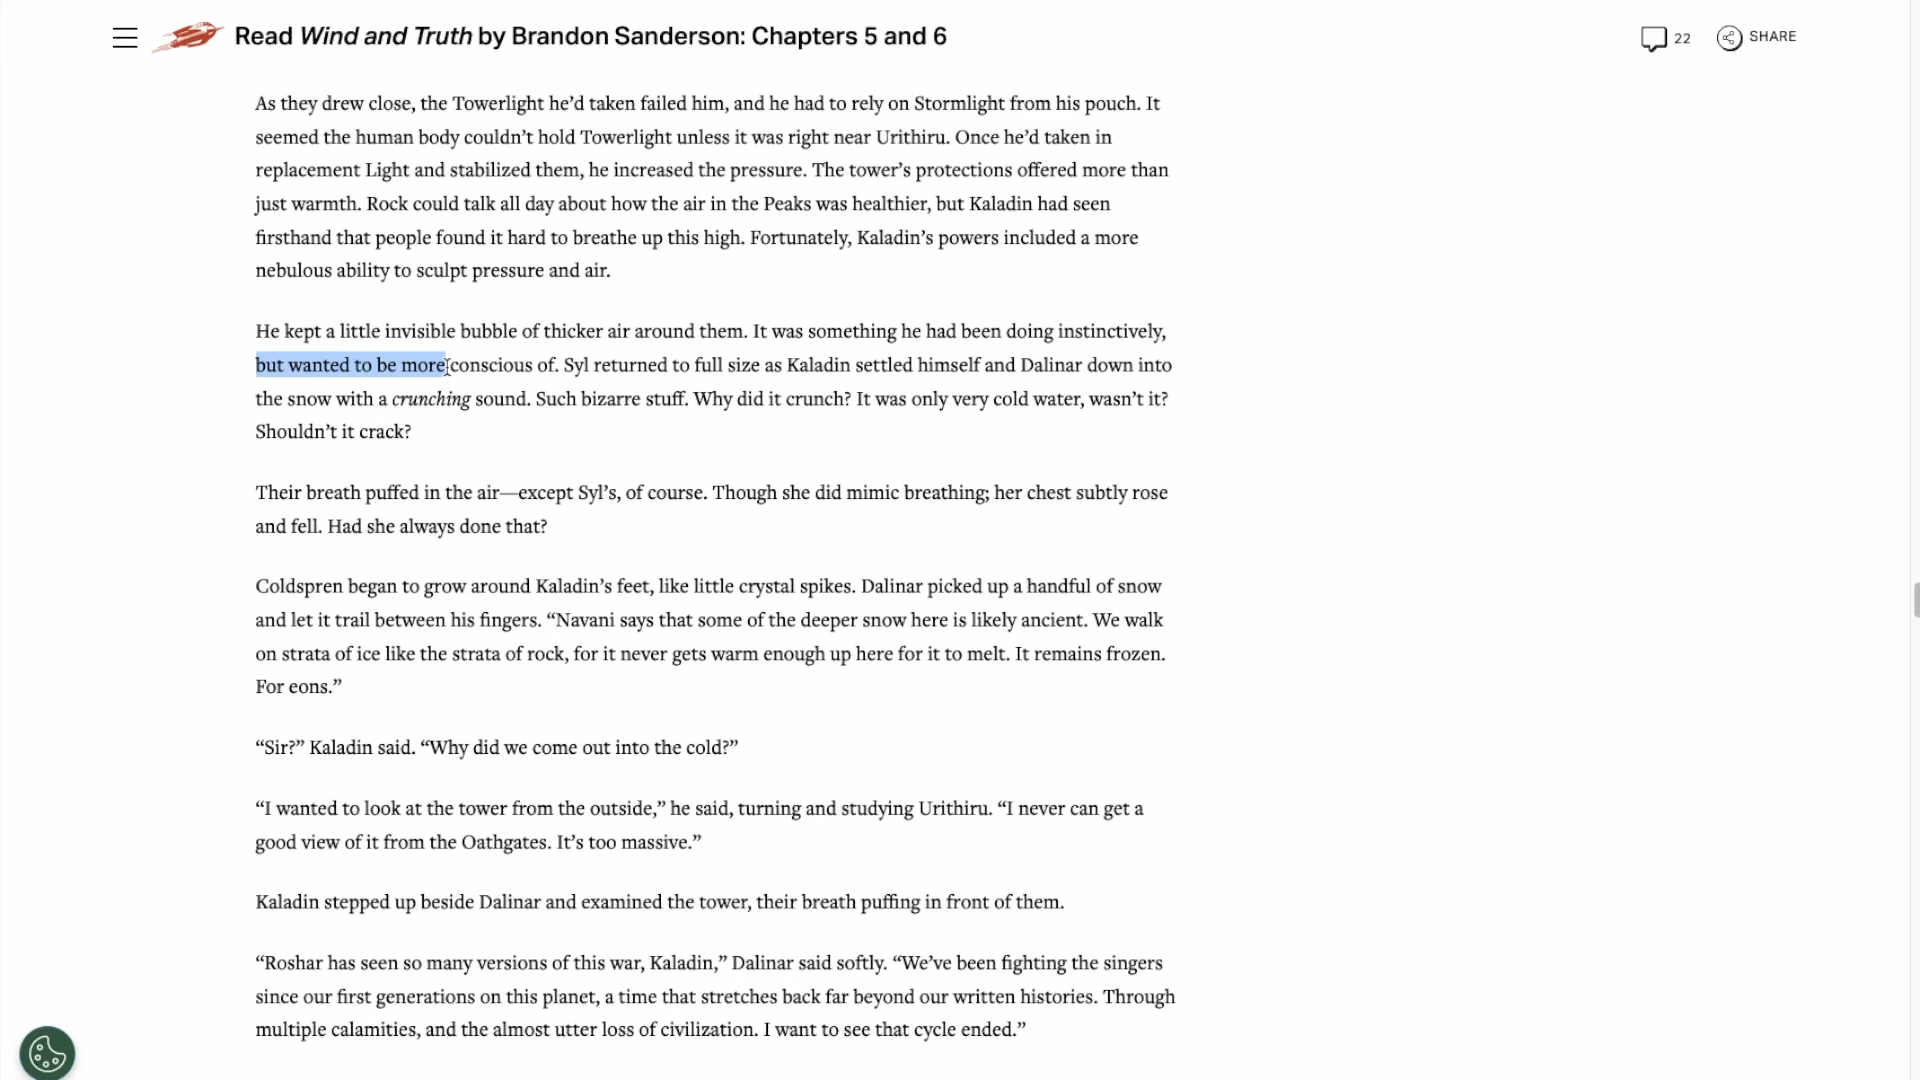 Read Wind and Truth by Brandon Sanderson: Chapters 5 and 6
22
SHARE
As they drew close, the Towerlight he’d taken failed him, and he had to rely on Stormlight from his pouch. It
seemed the human body couldn’t hold Towerlight unless it was right near Urithiru. Once he’d taken in
replacement Light and stabilized them, he increased the pressure. The tower’s protections offered more than
just warmth. Rock could talk all day about how the air in the Peaks was healthier, but Kaladin had seen
firsthand that people found it hard to breathe up this high. Fortunately, Kaladin’s powers included a more
nebulous ability to sculpt pressure and air.
He kept a little invisible bubble of thicker air around them. It was something he had been doing instinctively,
but wanted to be more conscious of. Syl returned to full size as Kaladin settled himself and Dalinar down into
the snow with a crunching sound. Such bizarre stuff. Why did it crunch? It was only very cold water, wasn’t it?
Shouldn’t it crack?
Their breath puffed in the air—except Syl’s, of course. Though she did mimic breathing; her chest subtly rose
and fell. Had she always done that?
Coldspren began to grow around Kaladin’s feet, like little crystal spikes. Dalinar picked up a handful of snow
and let it trail between his fingers. “Navani says that some of the deeper snow here is likely ancient. We walk
on strata of ice like the strata of rock, for it never gets warm enough up here for it to melt. It remains frozen.
For eons.”
“Sir?” Kaladin said. “Why did we come out into the cold?”
“I wanted to look at the tower from the outside,” he said, turning and studying Urithiru. “I never can get a
good view of it from the Oathgates. It’s too massive.”
Kaladin stepped up beside Dalinar and examined the tower, their breath puffing in front of them.
“Roshar has seen so many versions of this war, Kaladin,” Dalinar said softly. “We’ve been fighting the singers
since our first generations on this planet, a time that stretches back far beyond our written histories. Through
multiple calamities, and the almost utter loss of civilization. I want to see that cycle ended.”